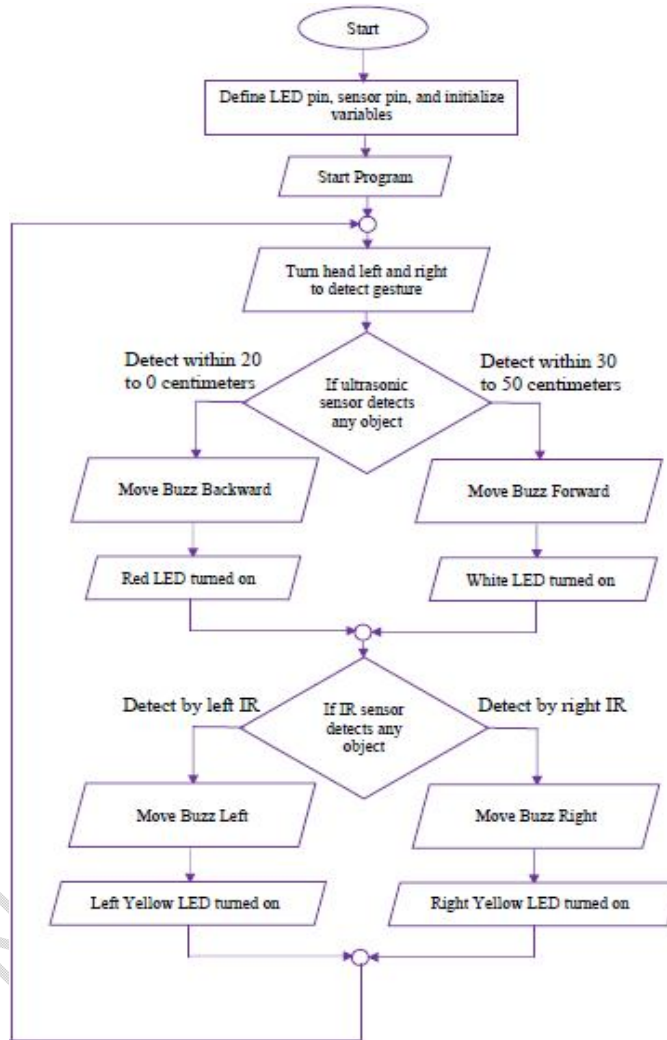 Start
Define LED pin, sensor pin, and initialize
variables
Start Program
Turn head left and right
to detect gesture
Detect within 20
to 0 centimeters
Detect within 30
to 50 centimeters
If ultrasonic
sensor detects
any object
Move Buzz Backward
Move Buzz Forward
Red LED turned on
White LED turned on
Detect by left IR
Detect by right IR
If IR sensor
detects any
object
Move Buzz Left
Move Buzz Right
Left Yellow LED turned on
Right Yellow LED turned on